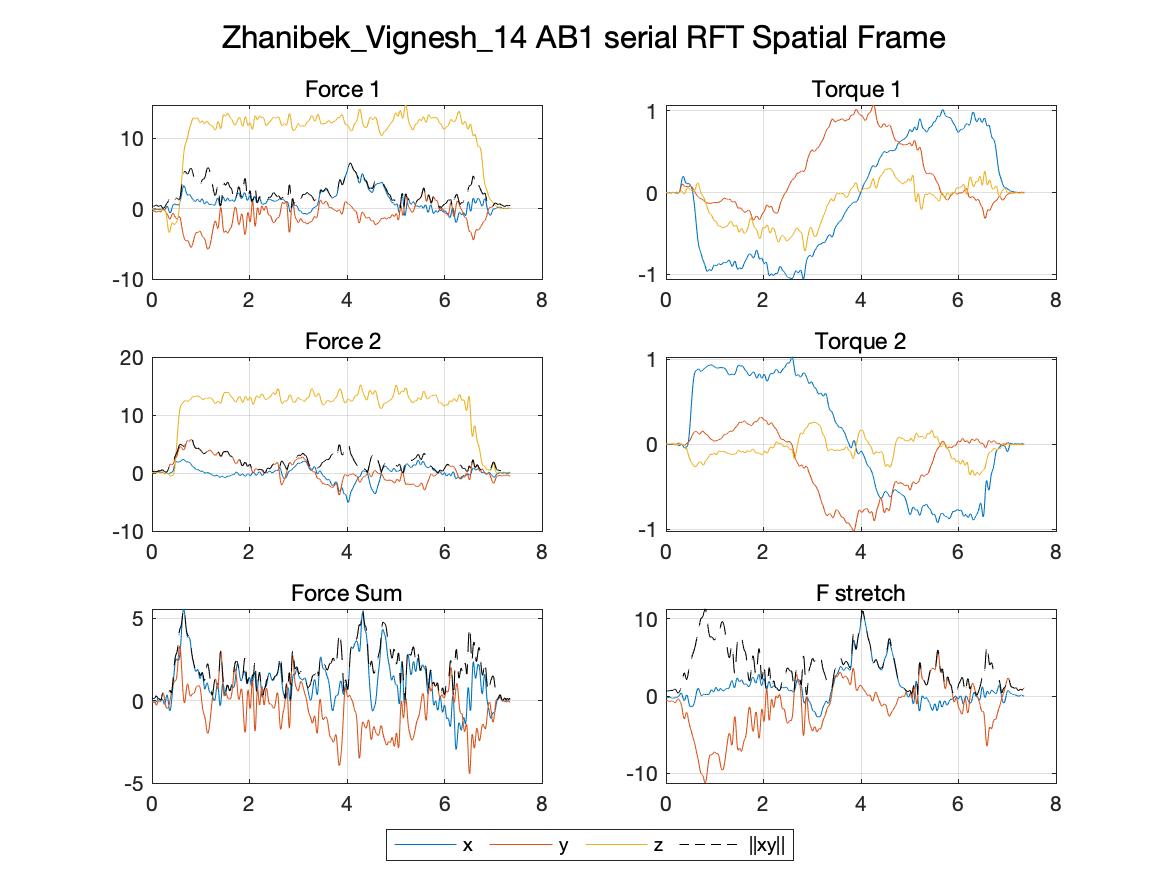 Zhanibek_Vignesh_14 AB1 serial RFT Spatial Frame
Force 1
10
0
-10
0 2 4 6 8
Torque 1
1
0
-1
0 2 4 6 8
Force 2
20
10
0
-10
0 2 4 6 8
Torque 2
1
0
-1
0 2 4 6 8
Force Sum
5
0
-5
0 2 4 6 8
F stretch
10
0
-10
0 2 4 6 8
x y z ||xy||